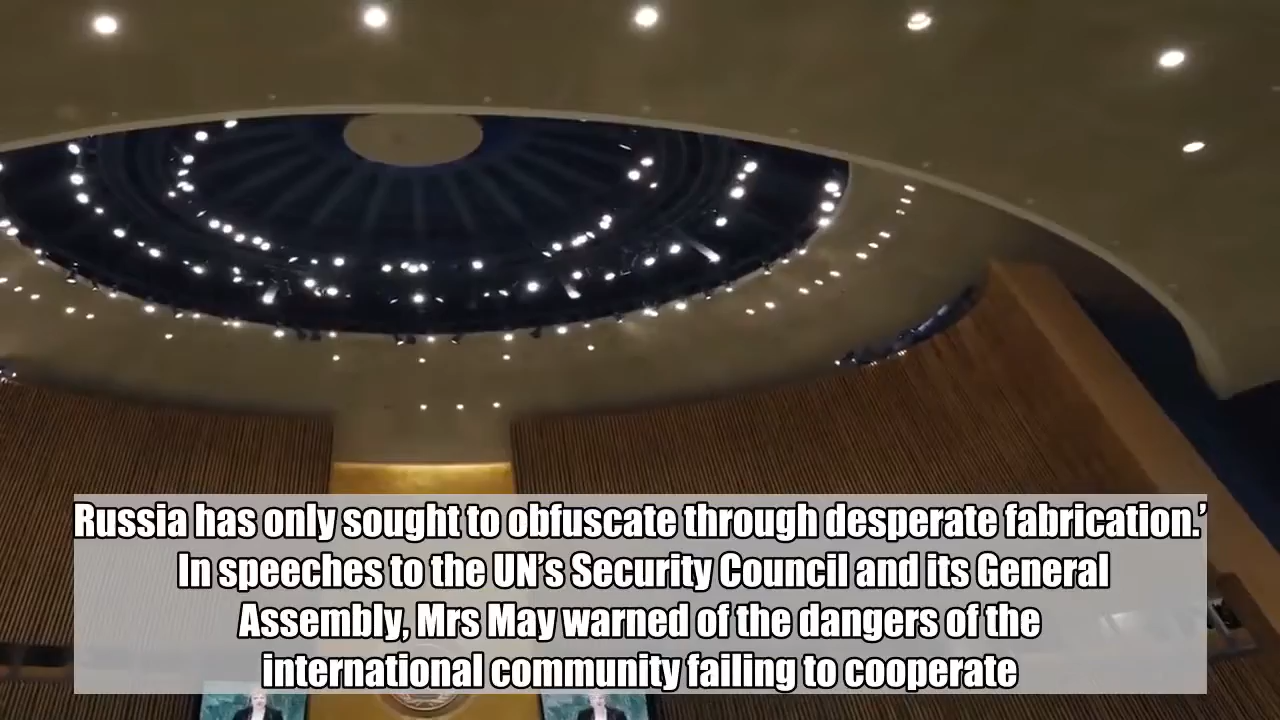 Russia has only sought to obfuscate through desperate fabrication.’
In speeches to the UN’s Security Council and its General
Assembly, Mrs May warned of the dangers of the
international community failing to cooperate